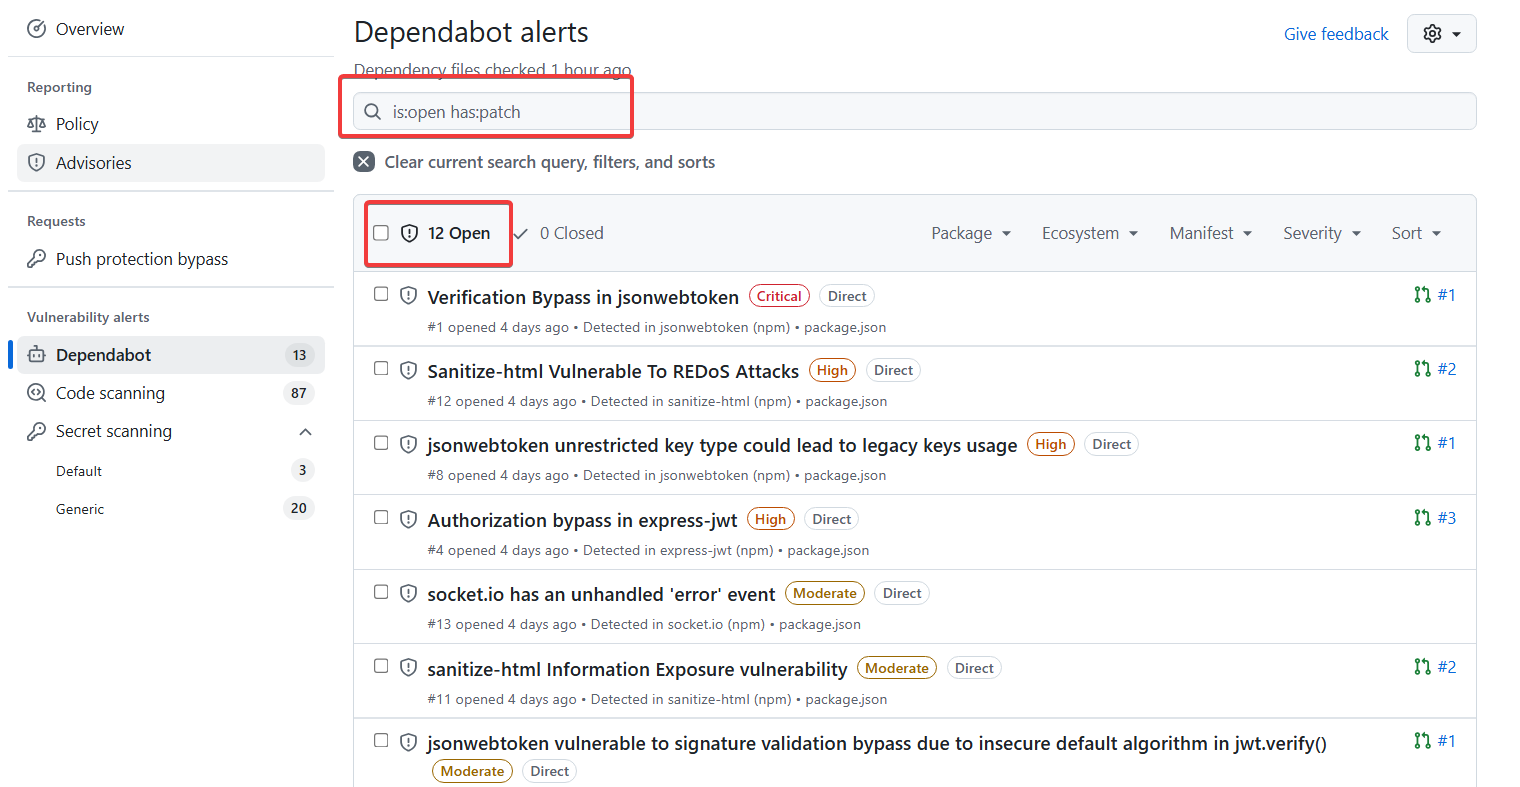 Overview
Reporting
Policy
Advisories
Requests
Push protection bypass
Vulnerability alerts
Dependabot 13
Code scanning 87
Secret scanning
Default 3
Generic 20
Dependabot alerts
Give feedback
Dependency files checked 1 hour ago
is:open has:patch
Clear current search query, filters, and sorts
12 Open 0 Closed Package Ecosystem Manifest Severity Sort
Verification Bypass in jsonwebtoken Critical Direct #1
#1 opened 4 days ago • Detected in jsonwebtoken (npm) • package.json
Sanitize-html Vulnerable To REDoS Attacks High Direct #2
#12 opened 4 days ago • Detected in sanitize-html (npm) • package.json
jsonwebtoken unrestricted key type could lead to legacy keys usage High Direct #1
#8 opened 4 days ago • Detected in jsonwebtoken (npm) • package.json
Authorization bypass in express-jwt High Direct #3
#4 opened 4 days ago • Detected in express-jwt (npm) • package.json
socket.io has an unhandled 'error' event Moderate Direct
#13 opened 4 days ago • Detected in socket.io (npm) • package.json
sanitize-html Information Exposure vulnerability Moderate Direct #2
#11 opened 4 days ago • Detected in sanitize-html (npm) • package.json
jsonwebtoken vulnerable to signature validation bypass due to insecure default algorithm in jwt.verify() #1
Moderate Direct